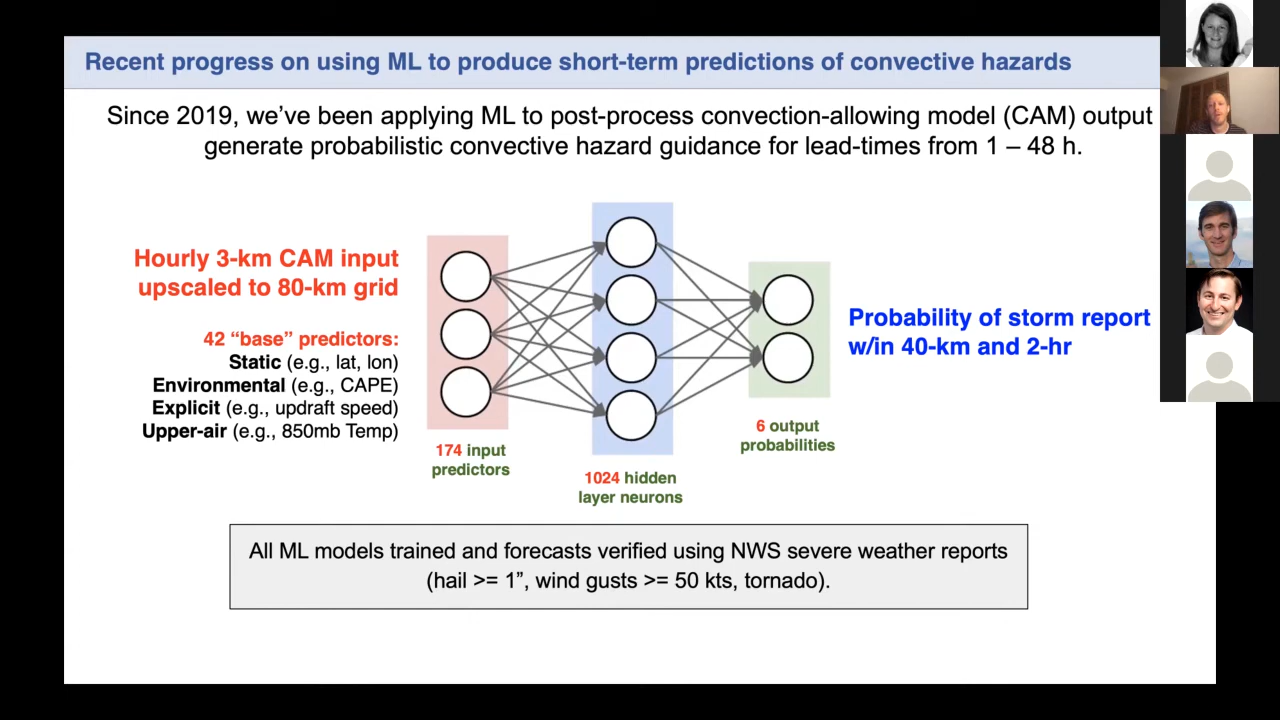 Recent progress on using ML to produce short-term predictions of convective hazards
Since 2019, we've been applying ML to post-process convection-allowing model (CAM) output
generate probabilistic convective hazard guidance for lead-times from 1 – 48 h.
Hourly 3-km CAM input
upscaled to 80-km grid
42 “base” predictors:
Static (e.g., lat, lon)
Environmental (e.g., CAPE)
Explicit (e.g., updraft speed)
Upper-air (e.g., 850mb Temp)
174 input
predictors
1024 hidden
layer neurons
6 output
probabilities
Probability of storm report
w/in 40-km and 2-hr
All ML models trained and forecasts verified using NWS severe weather reports
(hail >= 1”, wind gusts >= 50 kts, tornado).